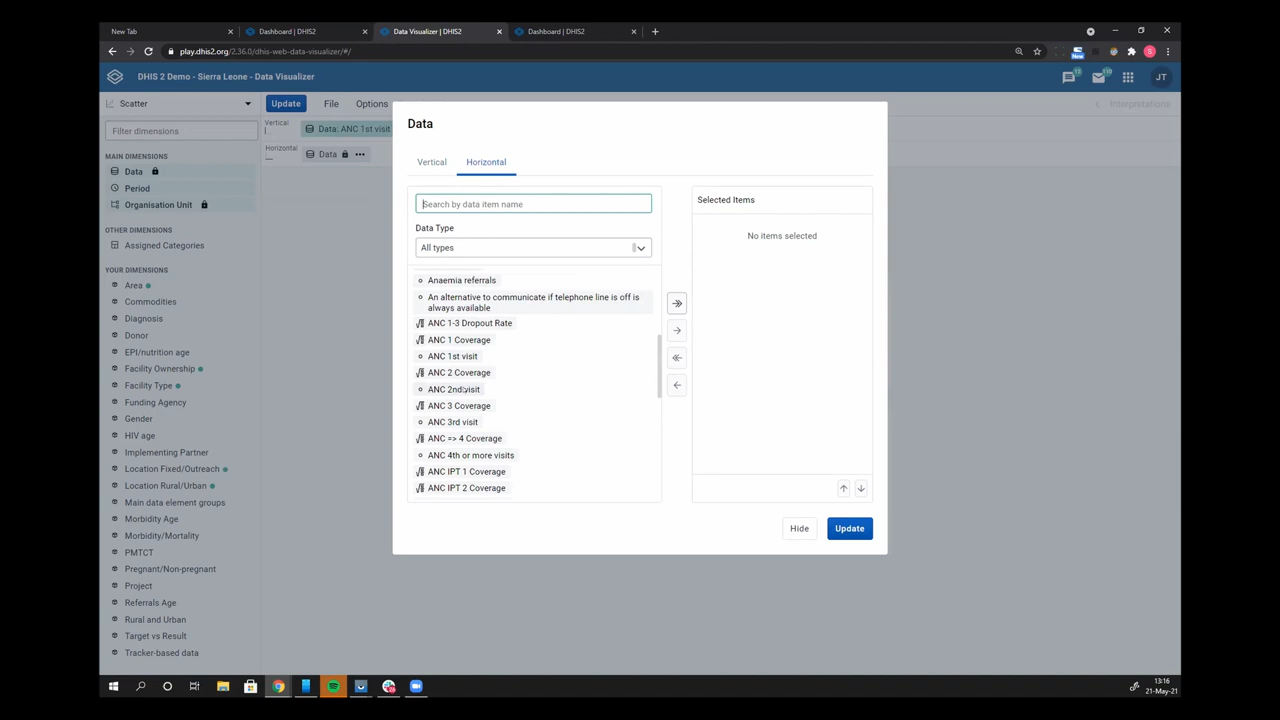 New Tab
Dashboard | DHIS2
Data Visualizer | DHIS2
Dashboard | DHIS2
play.dhis2.org/2.36.0/dhis-web-data-visualizer/#/
New
S
DHIS 2 Demo - Sierra Leone - Data Visualizer
JT
Scatter
Update
File
Options
Interpretations
Filter dimensions
Vertical
Data: ANC 1st visit
Horizontal
Data
MAIN DIMENSIONS
Data
Period
Organisation Unit
OTHER DIMENSIONS
Assigned Categories
YOUR DIMENSIONS
Area
Commodities
Diagnosis
Donor
EPI/nutrition age
Facility Ownership
Facility Type
Funding Agency
Gender
HIV age
Implementing Partner
Location Fixed/Outreach
Location Rural/Urban
Main data element groups
Morbidity Age
Morbidity/Mortality
PMTCT
Pregnant/Non-pregnant
Project
Referrals Age
Rural and Urban
Target vs Result
Tracker-based data
Data
Vertical
Horizontal
Search by data item name
Data Type
All types
Anaemia referrals
An alternative to communicate if telephone line is off is
always available
ANC 1-3 Dropout Rate
ANC 1 Coverage
ANC 1st visit
ANC 2 Coverage
ANC 2nd visit
ANC 3 Coverage
ANC 3rd visit
ANC => 4 Coverage
ANC 4th or more visits
ANC IPT 1 Coverage
ANC IPT 2 Coverage
Selected Items
No items selected
Hide
Update
13:16
21-May-21